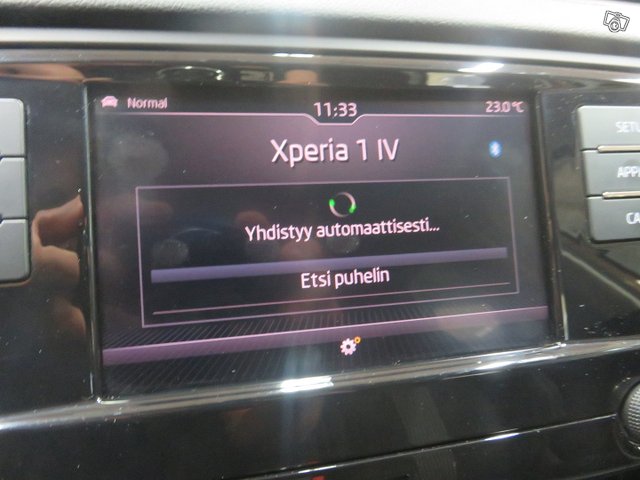 Normal
11:33
23.0°C
Xperia 1 IV
Yhdistyy automaattisesti...
Etsi puhelin